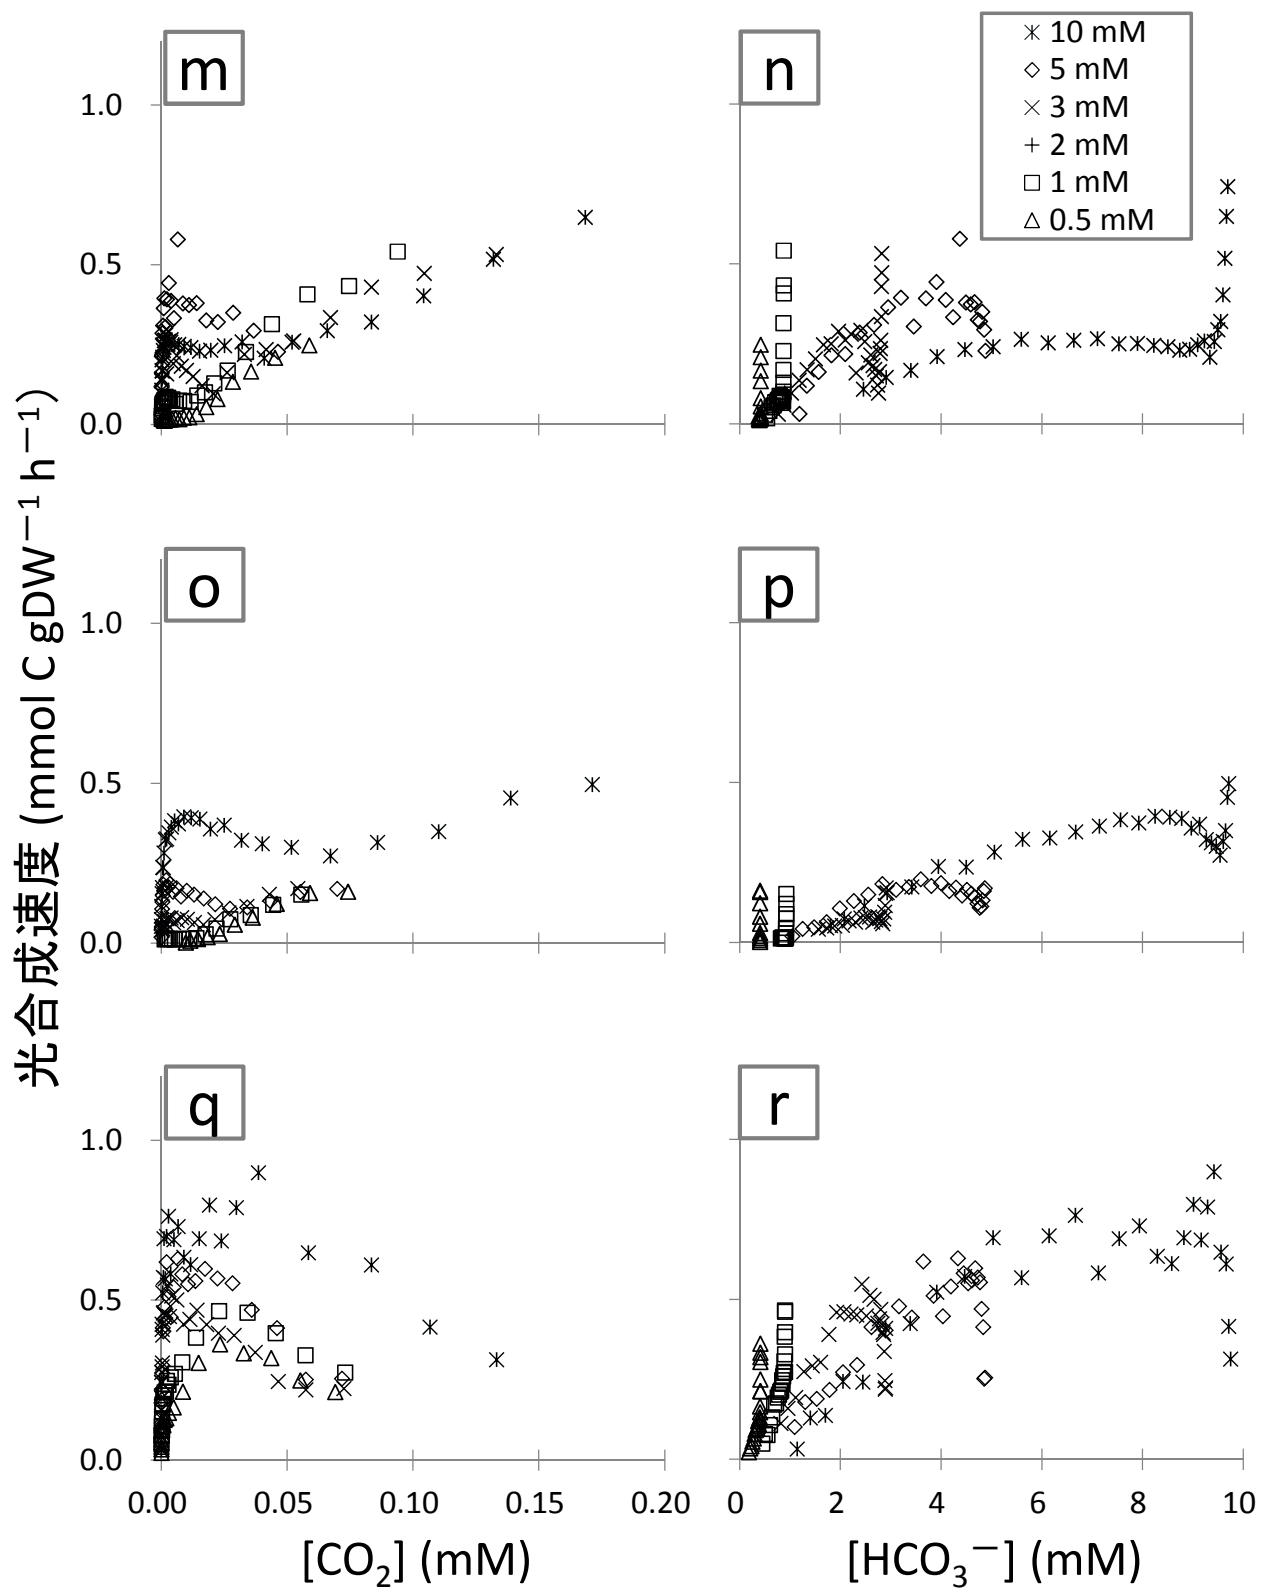 光合成速度 (mmol C gDW⁻¹ h⁻¹)
m
1.0
0.5
0.0
n
10 mM
5 mM
3 mM
2 mM
1 mM
0.5 mM
o
1.0
0.5
0.0
p
q
1.0
0.5
0.0
r
0.00 0.05 0.10 0.15 0.20
0 2 4 6 8 10
[CO₂] (mM)
[HCO₃⁻] (mM)